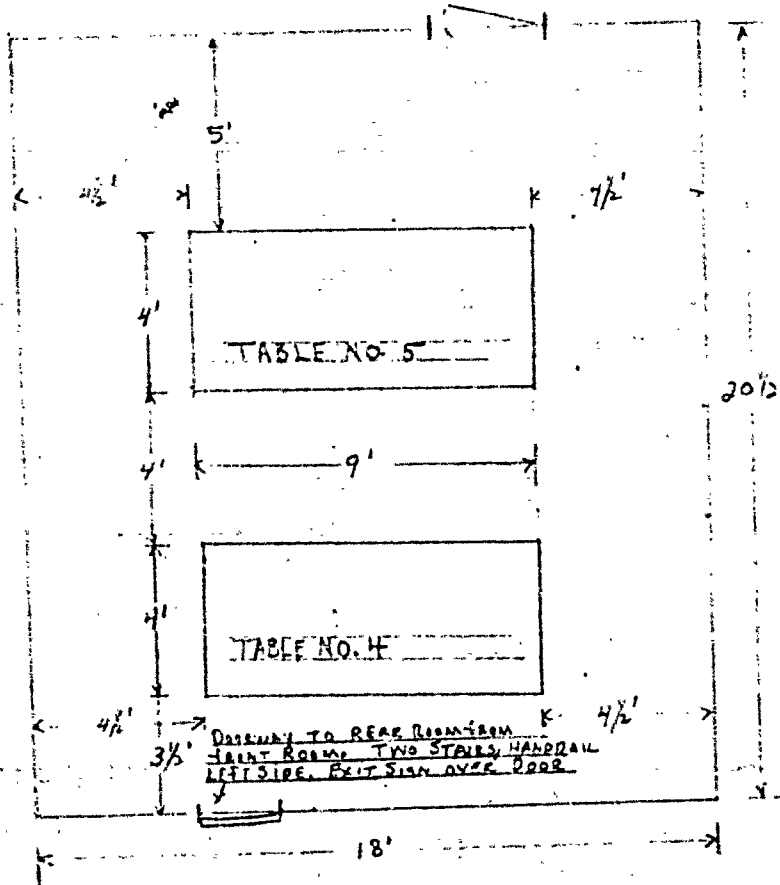 5'
4½' 4½'
4'
TABLE NO 5
20½
4' 9'
4'
TABLE NO. 4
4½' 4½'
DOORWAY TO REAR ROOM FROM
FRONT ROOM. TWO STAIRS, HANDRAIL
LEFT SIDE. EXIT SIGN OVER DOOR
3½'
18'